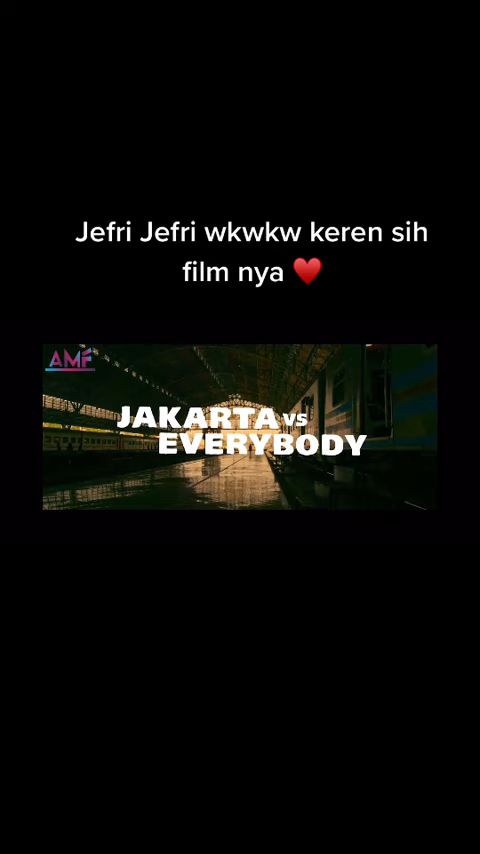 Jefri Jefri wkwkw keren sih
film nya ♥️
AMF
JAKARTA vs
EVERYBODY